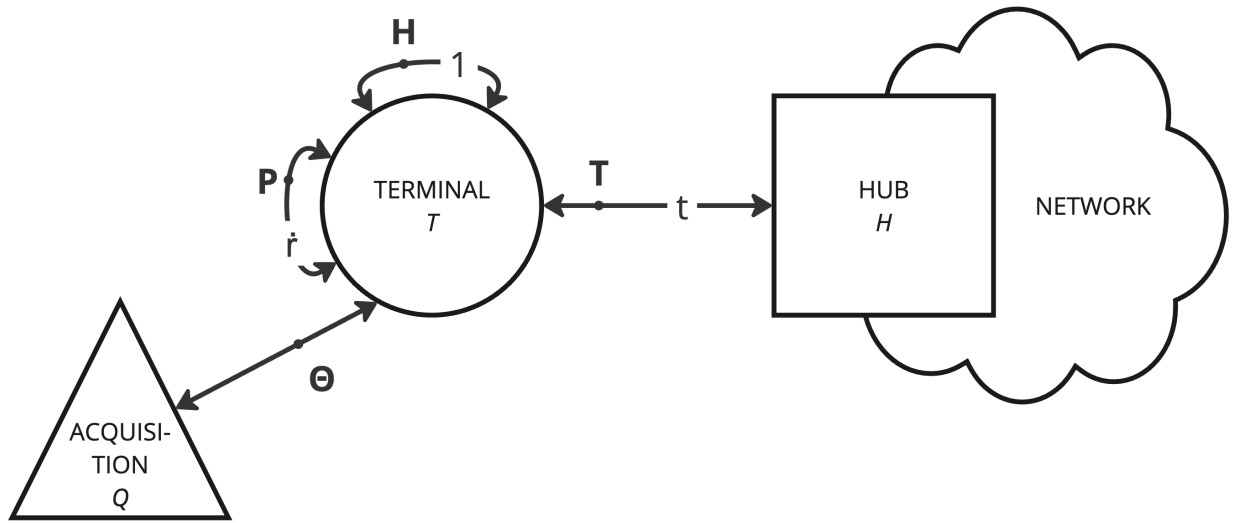 H
1
P
ṙ
TERMINAL
T
T
t
HUB
H
NETWORK
Θ
ACQUISI-
TION
Q